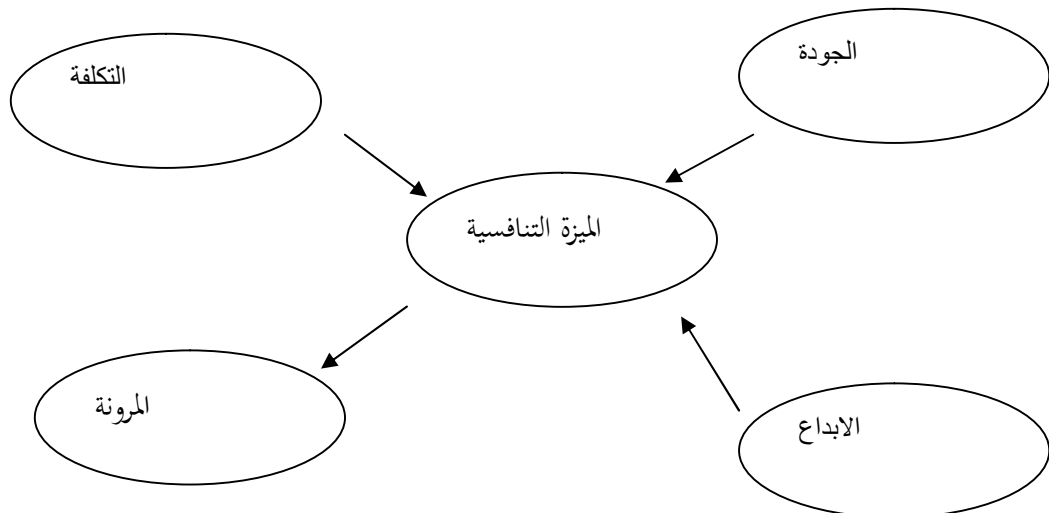 الجودة
التكلفة
الميزة التنافسية
المرونة
الابداع